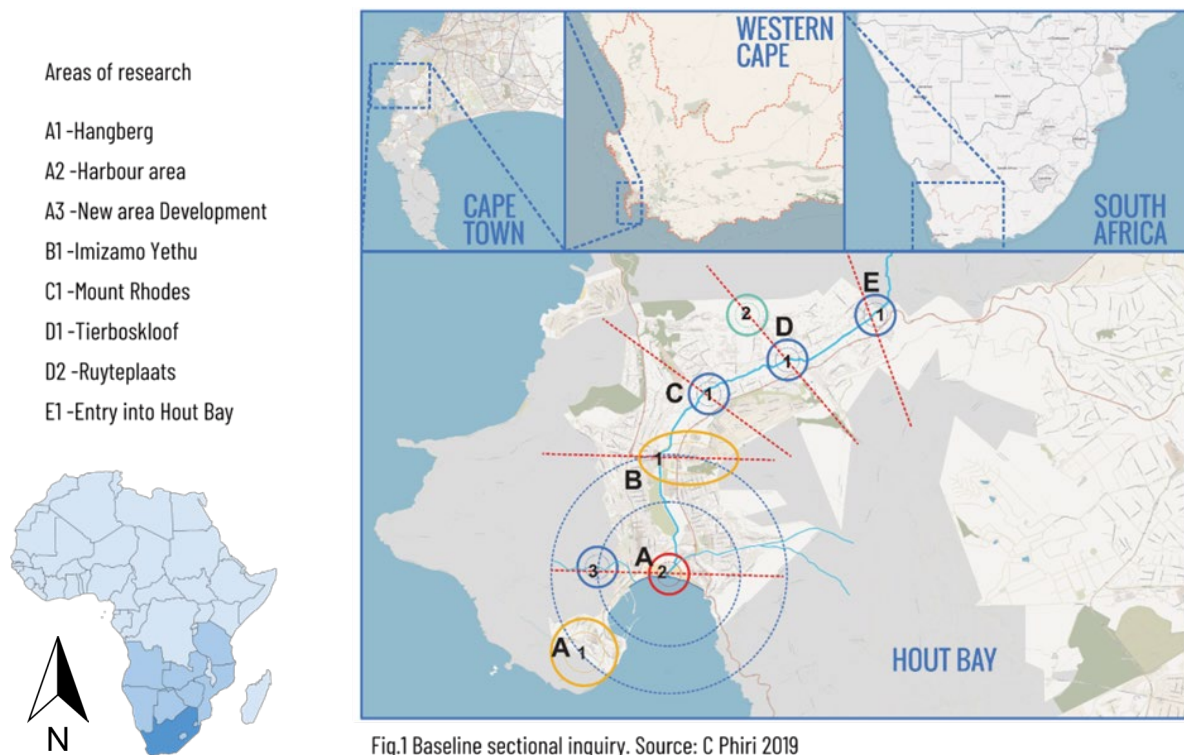 Areas of research
A1 -Hangberg
A2 -Harbour area
A3 -New area Development
B1 -Imizamo Yethu
C1 -Mount Rhodes
D1 -Tierboskloof
D2 -Ruyteplaats
E1 -Entry into Hout Bay
N
CAPE
TOWN
WESTERN
CAPE
SOUTH
AFRICA
E
1
2
D
1
C
1
1
B
A
3
2
A
1
HOUT BAY
Fig.1 Baseline sectional inquiry. Source: C Phiri 2019